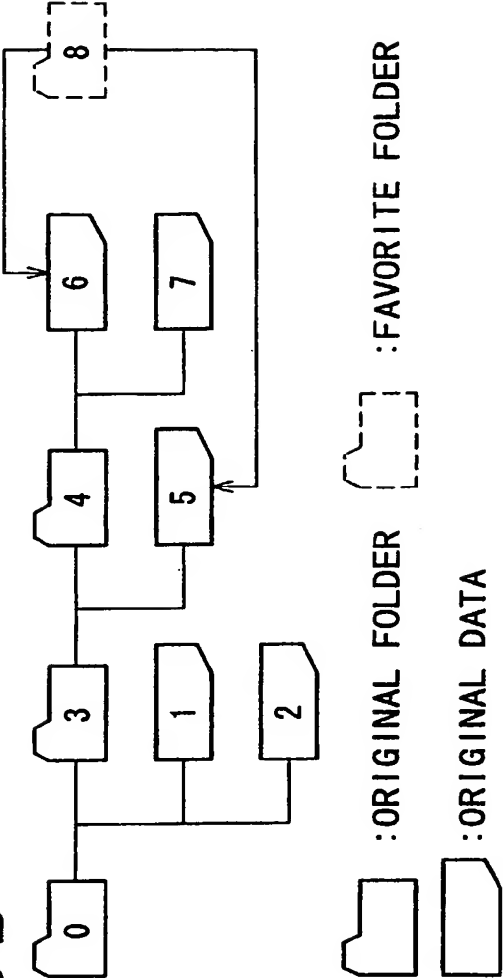 0 3 4 6 8
1 5 7
2
:ORIGINAL FOLDER :FAVORITE FOLDER
:ORIGINAL DATA